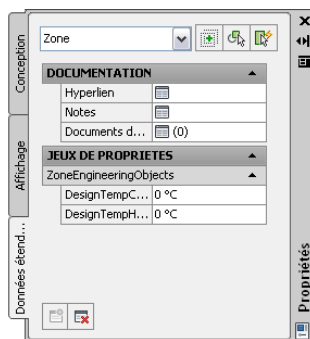 Conception
Affichage
Données étend...
Zone
DOCUMENTATION
Hyperlien
Notes
Documents d... (0)
JEUX DE PROPRIETES
ZoneEngineeringObjects
DesignTempC... 0 °C
DesignTempH... 0 °C
Propriétés